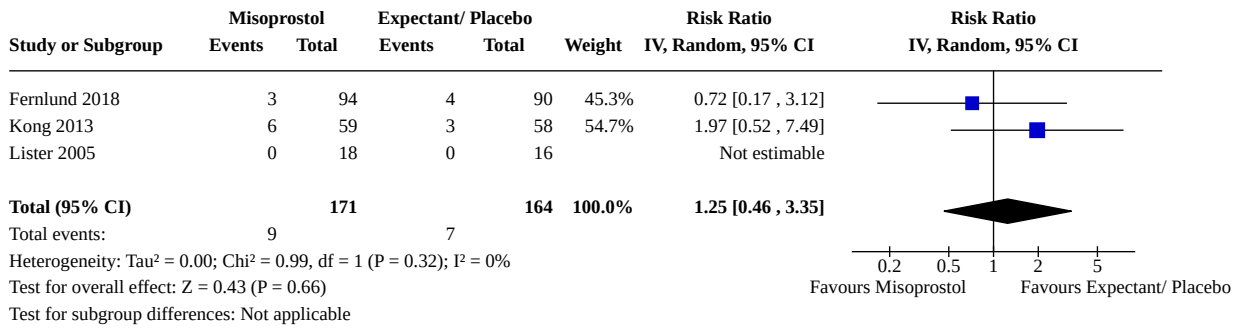 Misoprostol Expectant/ Placebo Risk Ratio Risk Ratio
Study or Subgroup Events Total Events Total Weight IV, Random, 95% CI IV, Random, 95% CI
Fernlund 2018 3 94 4 90 45.3% 0.72 [0.17 , 3.12]
Kong 2013 6 59 3 58 54.7% 1.97 [0.52 , 7.49]
Lister 2005 0 18 0 16 Not estimable
Total (95% CI) 171 164 100.0% 1.25 [0.46 , 3.35]
Total events: 9 7
Heterogeneity: Tau² = 0.00; Chi² = 0.99, df = 1 (P = 0.32); I² = 0%
0.2 0.5 1 2 5
Test for overall effect: Z = 0.43 (P = 0.66) Favours Misoprostol Favours Expectant/ Placebo
Test for subgroup differences: Not applicable